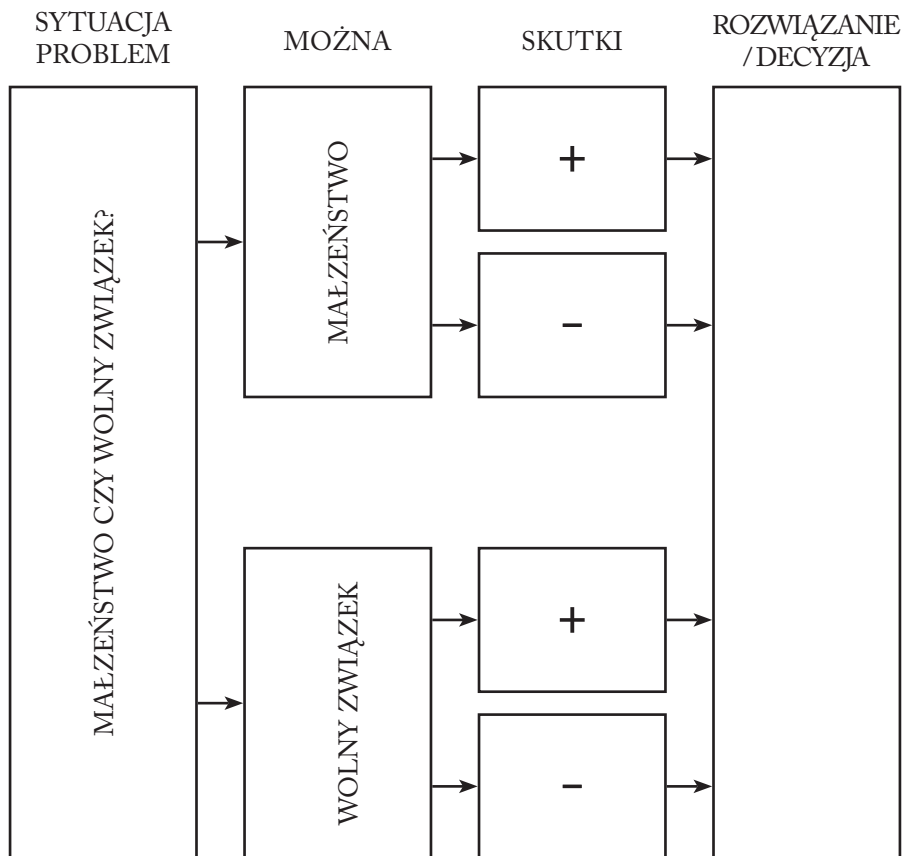 SYTUACJA
PROBLEM
MOŻNA
SKUTKI
ROZWIĄZANIE
/ DECYZJA
MAŁŻEŃSTWO CZY WOLNY ZWIĄZEK?
MAŁŻEŃSTWO
+
–
WOLNY ZWIĄZEK
+
–